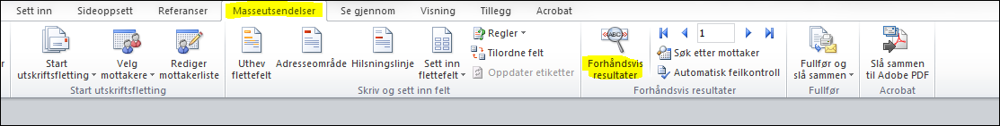 Sett inn Sideoppsett Referanser Masseutsendelser Se gjennom Visning Tillegg Acrobat
r
Start
utskriftsfletting
Velg
mottakere
Rediger
mottakerliste
Start utskriftsfletting
Uthev
flettefelt
Adresseområde
Hilsningslinje
Sett inn
flettefelt
Regler
Tilordne felt
Oppdater etiketter
Skriv og sett inn felt
«ABC»
Forhåndsvis
resultater
1
Søk etter mottaker
Automatisk feilkontroll
Forhåndsvis resultater
Fullfør og
slå sammen
Fullfør
Slå sammen
til Adobe PDF
Acrobat